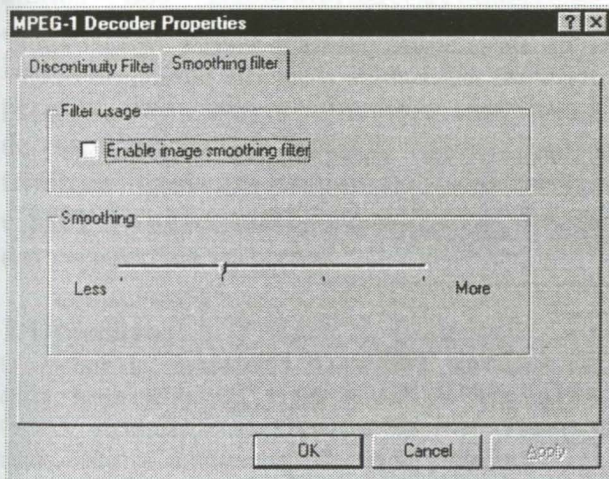 MPEG-1 Decoder Properties
Discontinuity Filter Smoothing filter
Filter usage
Enable image smoothing filter
Smoothing
Less More
OK Cancel Apply